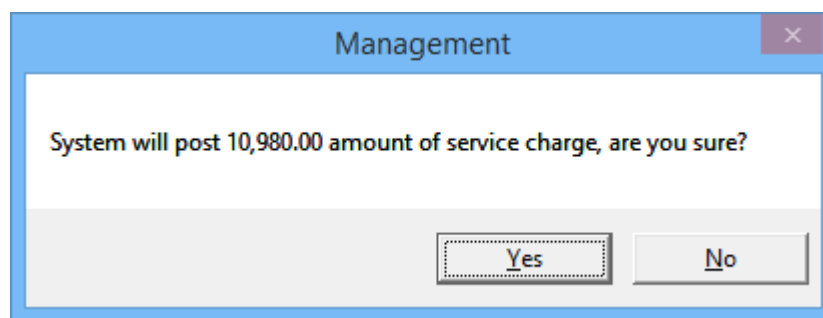 Management
System will post 10,980.00 amount of service charge, are you sure?
Yes
No